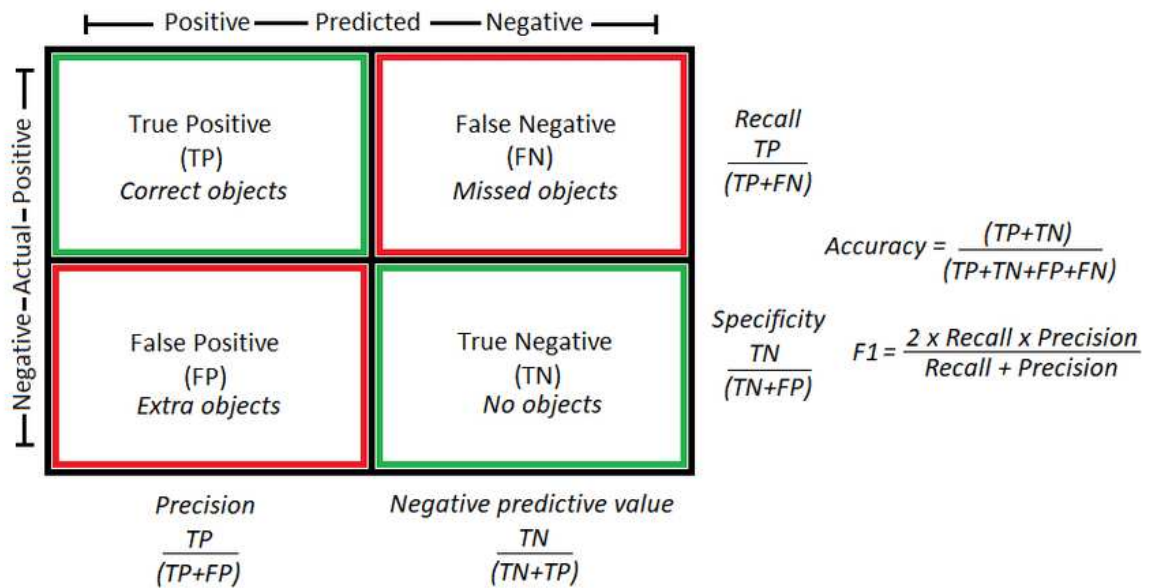 Positive Predicted Negative
Negative Actual Positive
True Positive
(TP)
Correct objects
False Negative
(FN)
Missed objects
Recall
TP
(TP+FN)
False Positive
(FP)
Extra objects
True Negative
(TN)
No objects
Specificity
TN
(TN+FP)
Accuracy = (TP+TN)
(TP+TN+FP+FN)
F1 = 2 x Recall x Precision
Recall + Precision
Precision
TP
(TP+FP)
Negative predictive value
TN
(TN+TP)